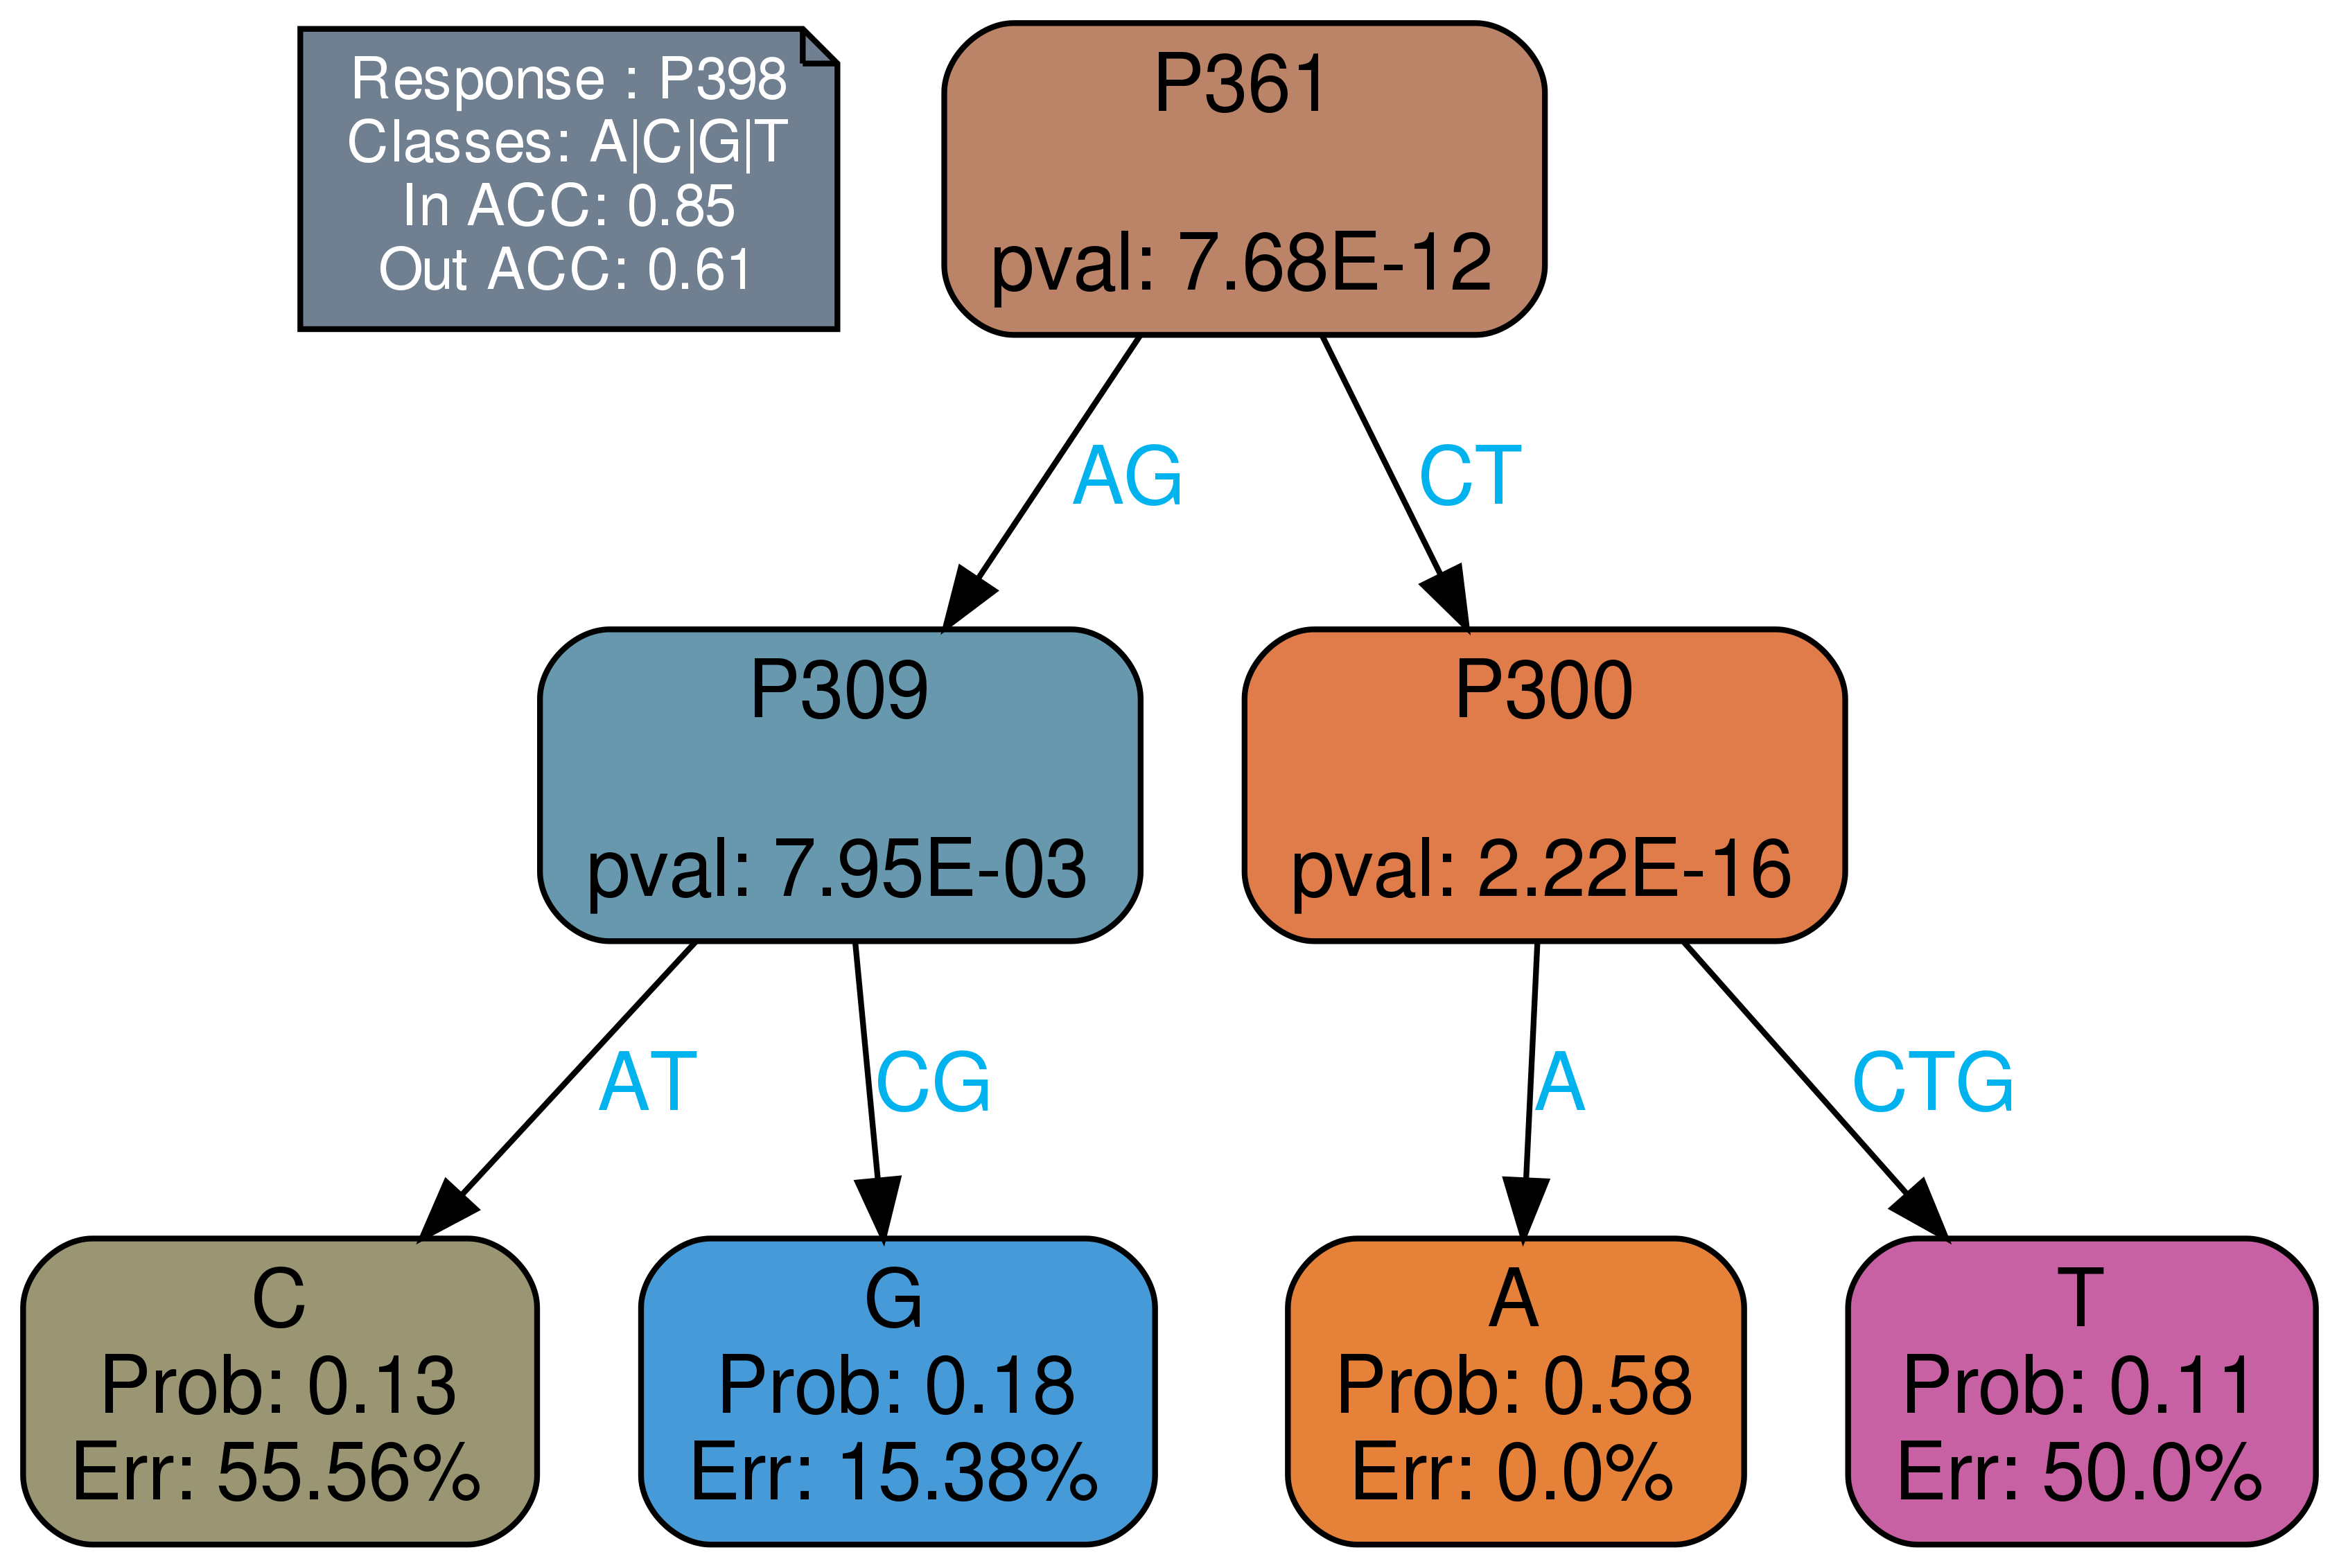 Response : P398
Classes: A|C|G|T
In ACC: 0.85
Out ACC: 0.61
P361
pval: 7.68E-12
AG
CT
P309
pval: 7.95E-03
P300
pval: 2.22E-16
AT
CG
A
CTG
C
Prob: 0.13
Err: 55.56%
G
Prob: 0.18
Err: 15.38%
A
Prob: 0.58
Err: 0.0%
T
Prob: 0.11
Err: 50.0%